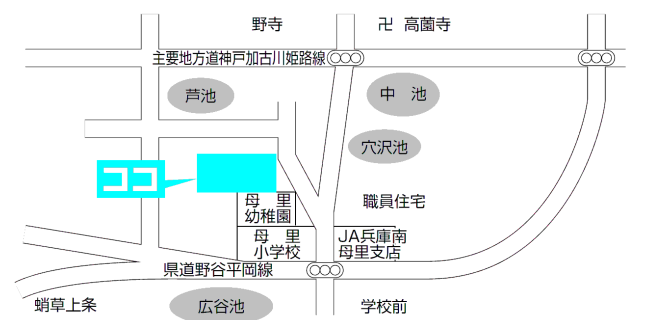 野寺
卍 高薗寺
主要地方道神戸加古川姫路線
芦池
中 池
穴沢池
ココ
職員住宅
母 里
幼稚園
母 里
小学校
JA兵庫南
母里支店
県道野谷平岡線
蛸草上条
広谷池
学校前